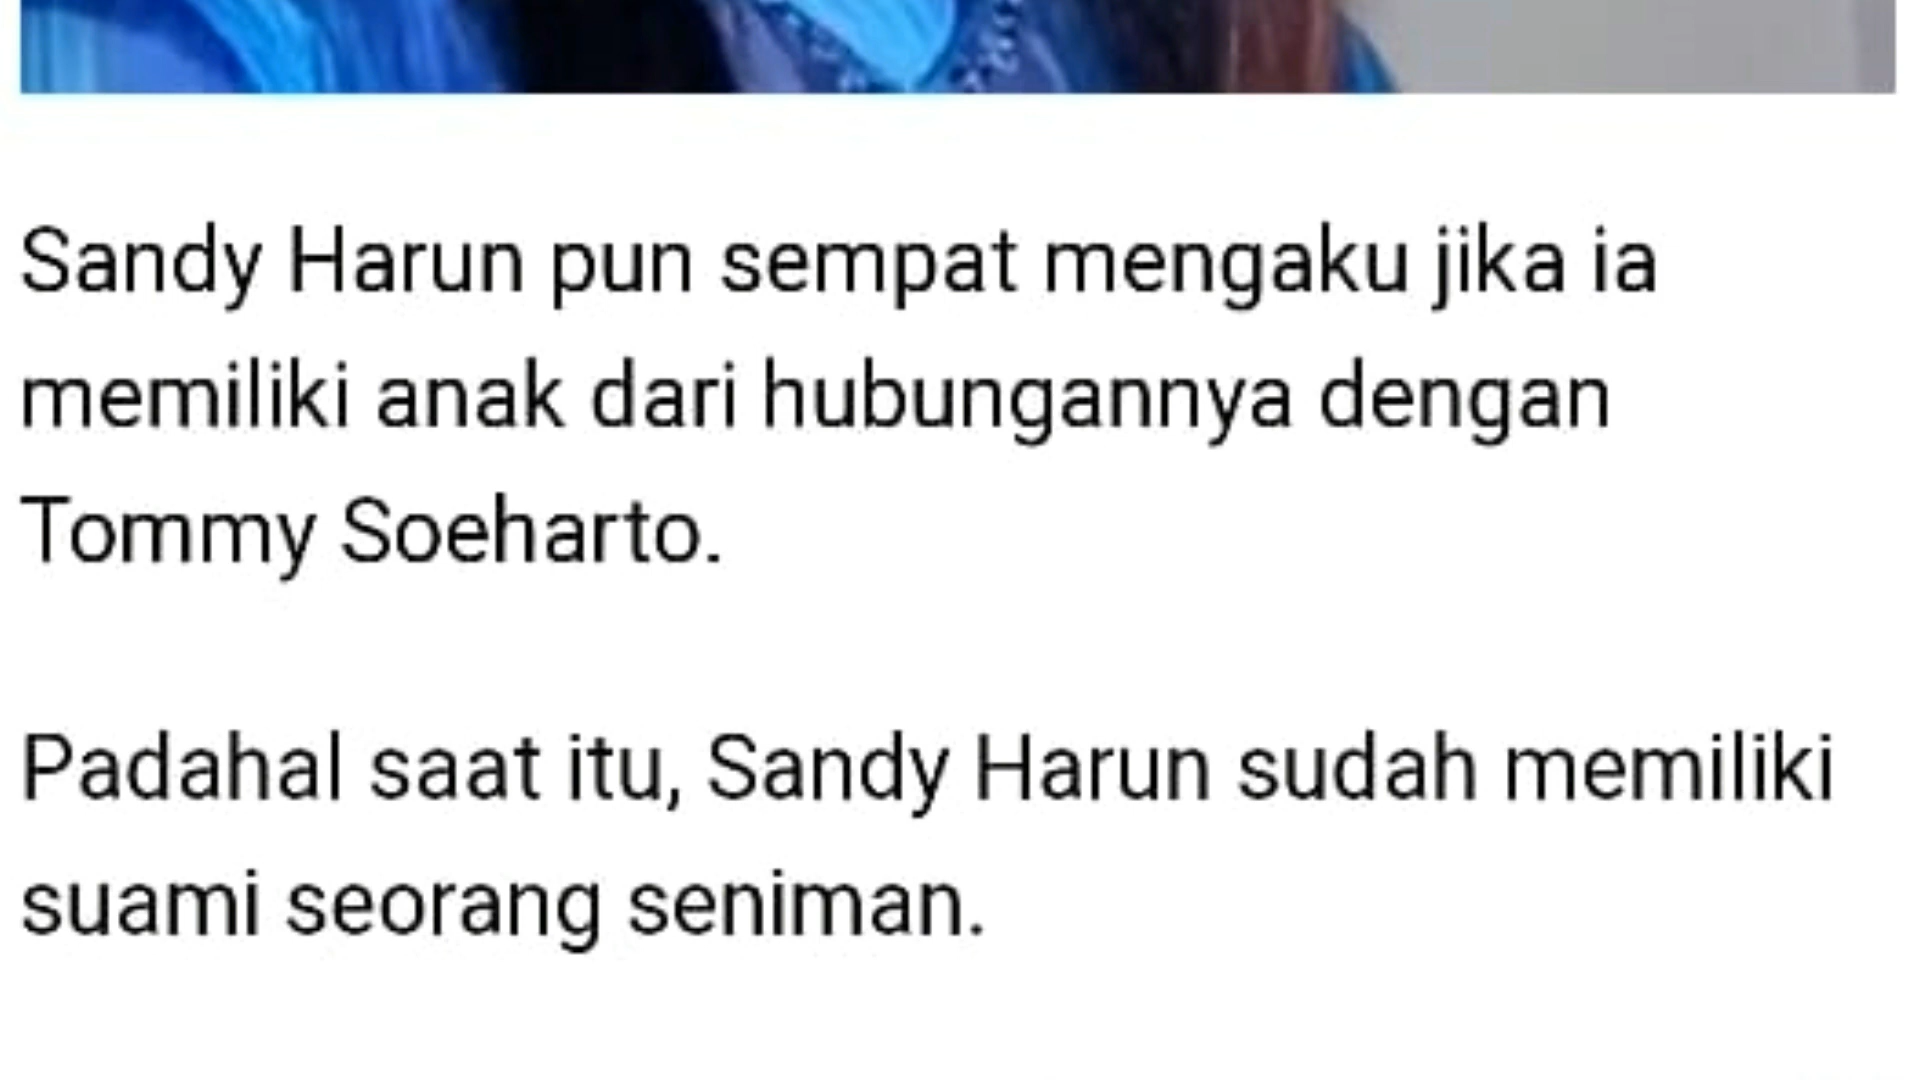 Sandy Harun pun sempat mengaku jika ia
memiliki anak dari hubungannya dengan
Tommy Soeharto.
Padahal saat itu, Sandy Harun sudah memiliki
suami seorang seniman.